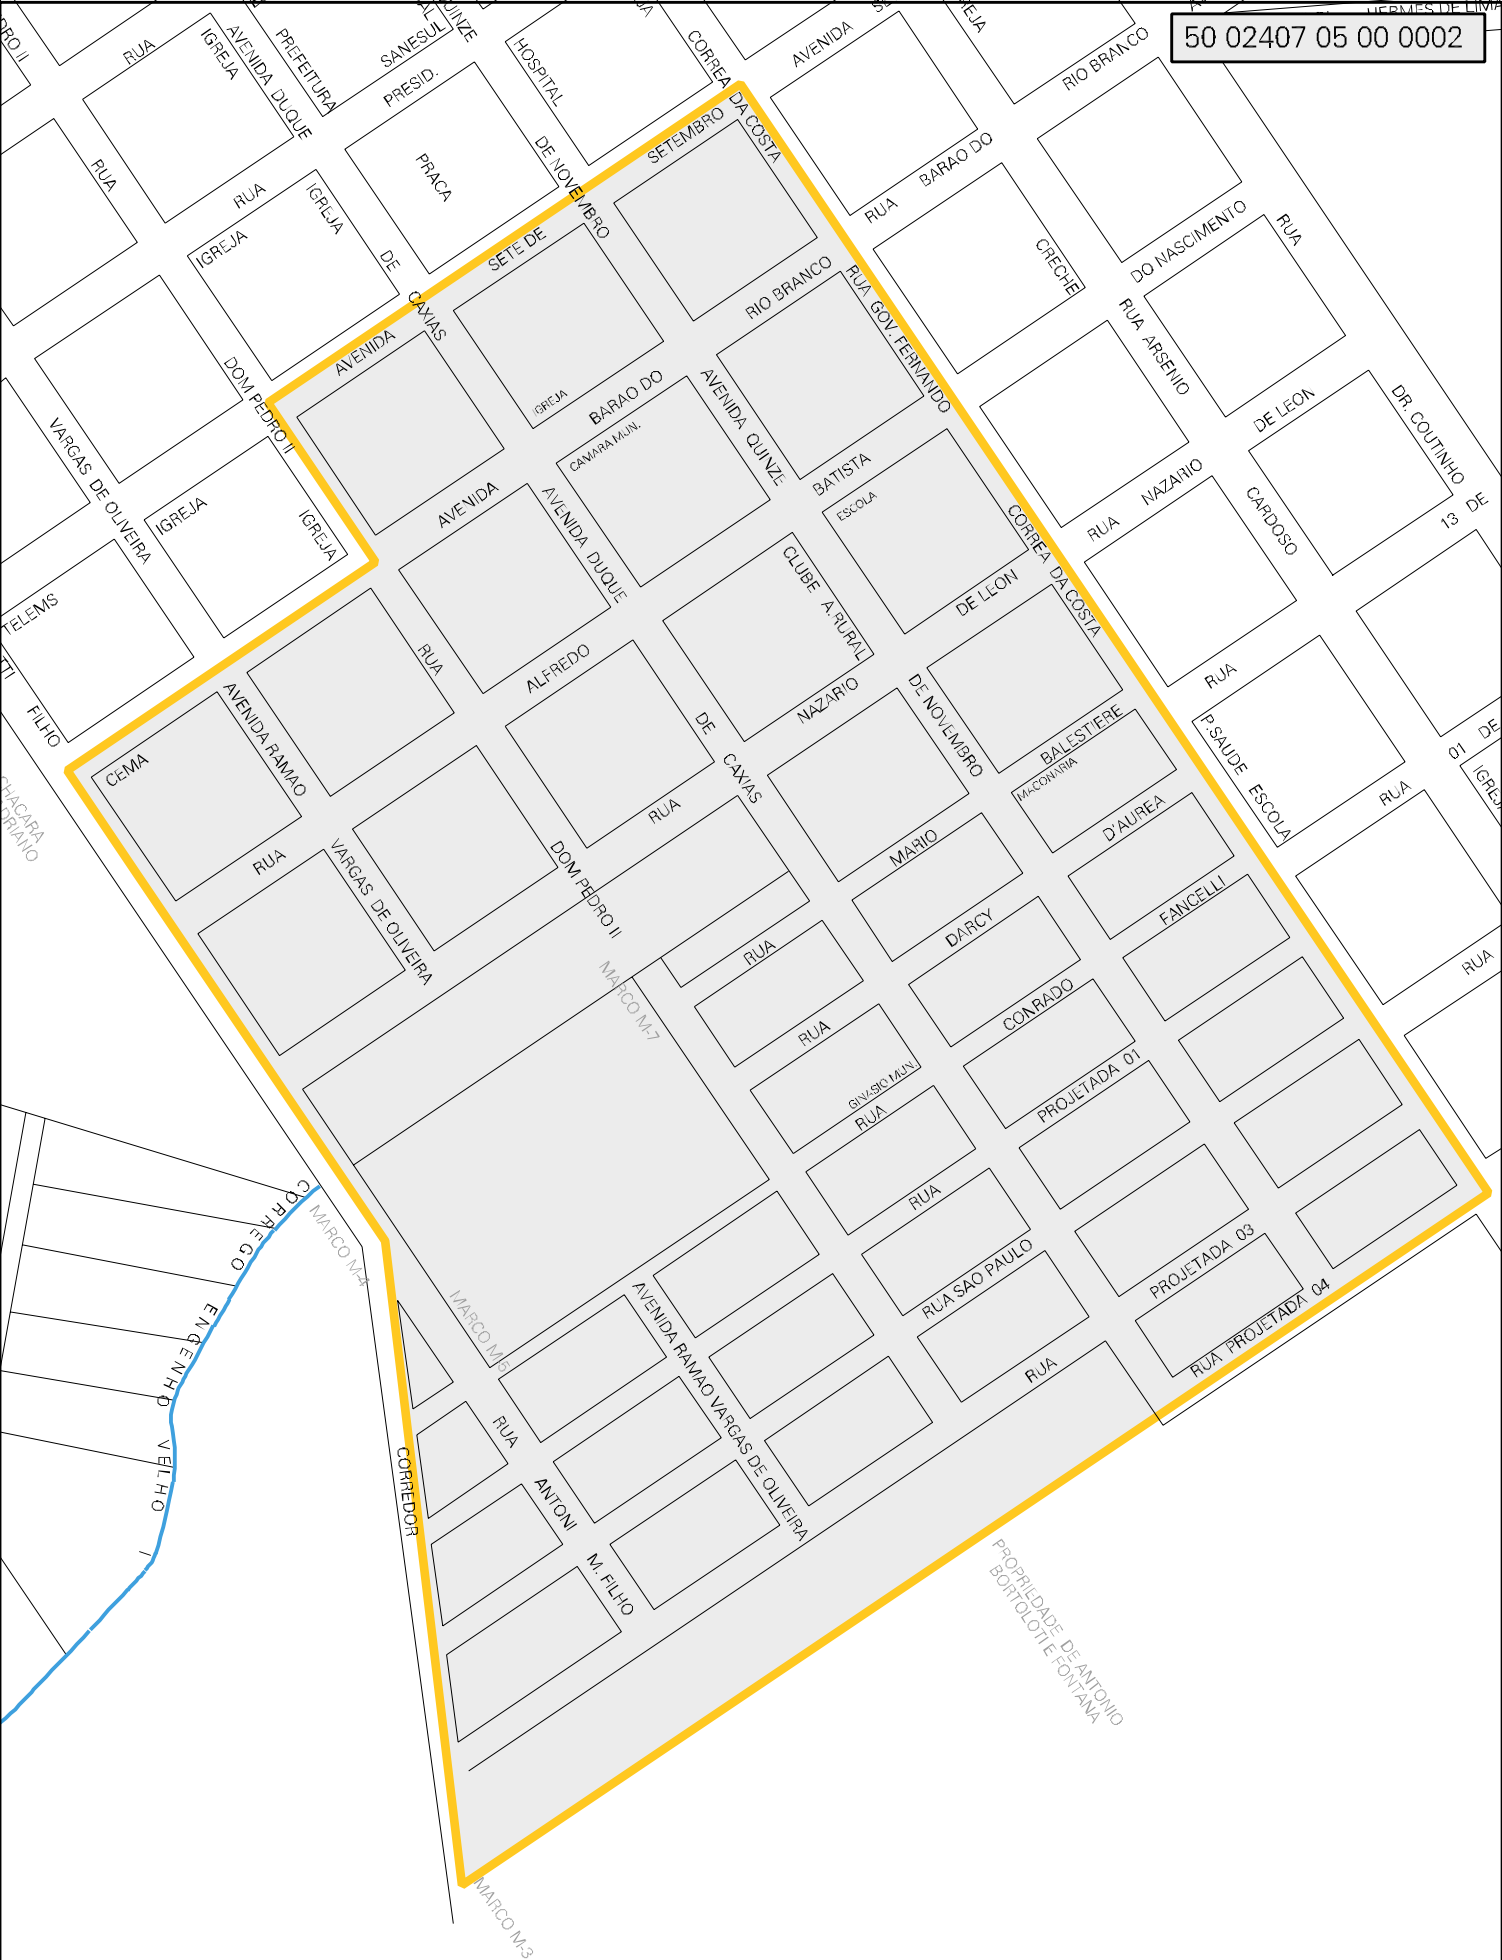 50 02407 05 00 0002
HERMES DE LIMA
RUA
IGREJA
AVENIDA DUQUE
PREFEITURA
SANESUL
PRESID.
HOSPITAL
CORREA DA COSTA
AVENIDA
RIO BRANCO
RUA
PRACA
DE NOVEMBRO
SETEMBRO
BARAO DO
RUA
RUA
IGREJA
IGREJA
DE CAXIAS
SETE DE
AVENIDA
DO NASCIMENTO
RUA
CRECHE
RUA ARSENIO
RIO BRANCO
RUA GOV. FERNANDO
DOM PEDRO II
IGREJA
BARAO DO
CAMARA MUN.
AVENIDA QUINZE
DE LEON
DR. COUTINHO
VARGAS DE OLIVEIRA
IGREJA
IGREJA
AVENIDA
AVENIDA DUQUE
BATISTA
ESCOLA
NAZARIO
RUA
CARDOSO
13 DE
CORREA DA COSTA
CLUBE A.RURAL
DE LEON
TELEMS
FILHO
RUA
ALFREDO
RUA
AVENIDA RAMAO
DE CAXIAS
NAZARIO
DE NOVEMBRO
BALESTIERE
MACONARIA
P.SAUDE ESCOLA
01 DE
RUA
CEMA
CHACARA
RUA
MARIO
D'AUREA
RUA
VARGAS DE OLIVEIRA
DOM PEDRO II
FANCELLI
DARCY
RUA
RUA
MARCO M-7
CONRADO
RUA
GINASIO MUN.
PROJETADA 01
RUA
CORREGO ENGENHO VELHO I
MARCO M-4
RUA
RUA SAO PAULO
PROJETADA 03
MARCO M-5
AVENIDA RAMAO VARGAS DE OLIVEIRA
RUA
RUA PROJETADA 04
RUA ANTONI M. FILHO
CORREDOR
PROPRIEDADE DE ANTONIO
BORTOLOTI E FONTANA
MARCO M-3